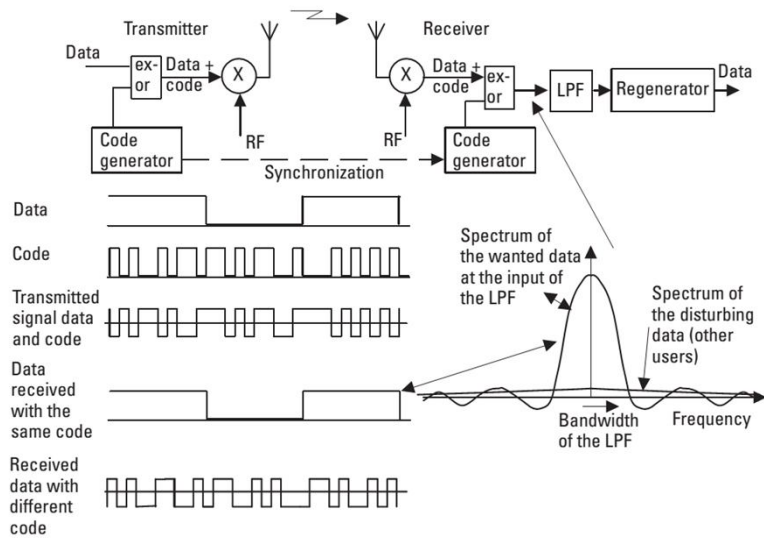 Transmitter
Receiver
Data
ex-
or
Data +
code
X
RF
Code
generator
Synchronization
X
RF
Data +
code
ex-
or
Code
generator
LPF
Regenerator
Data
Data
Code
Transmitted
signal data
and code
Data
received
with the
same code
Received
data with
different
code
Spectrum of
the wanted data
at the input of
the LPF
Spectrum of
the disturbing
data (other
users)
Bandwidth
of the LPF
Frequency